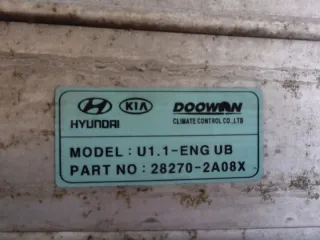 KIA DOOWON
HYUNDAI CLIMATE CONTROL CO.,LTD
MODEL : U1.1-ENG UB
PART NO : 28270-2A08X